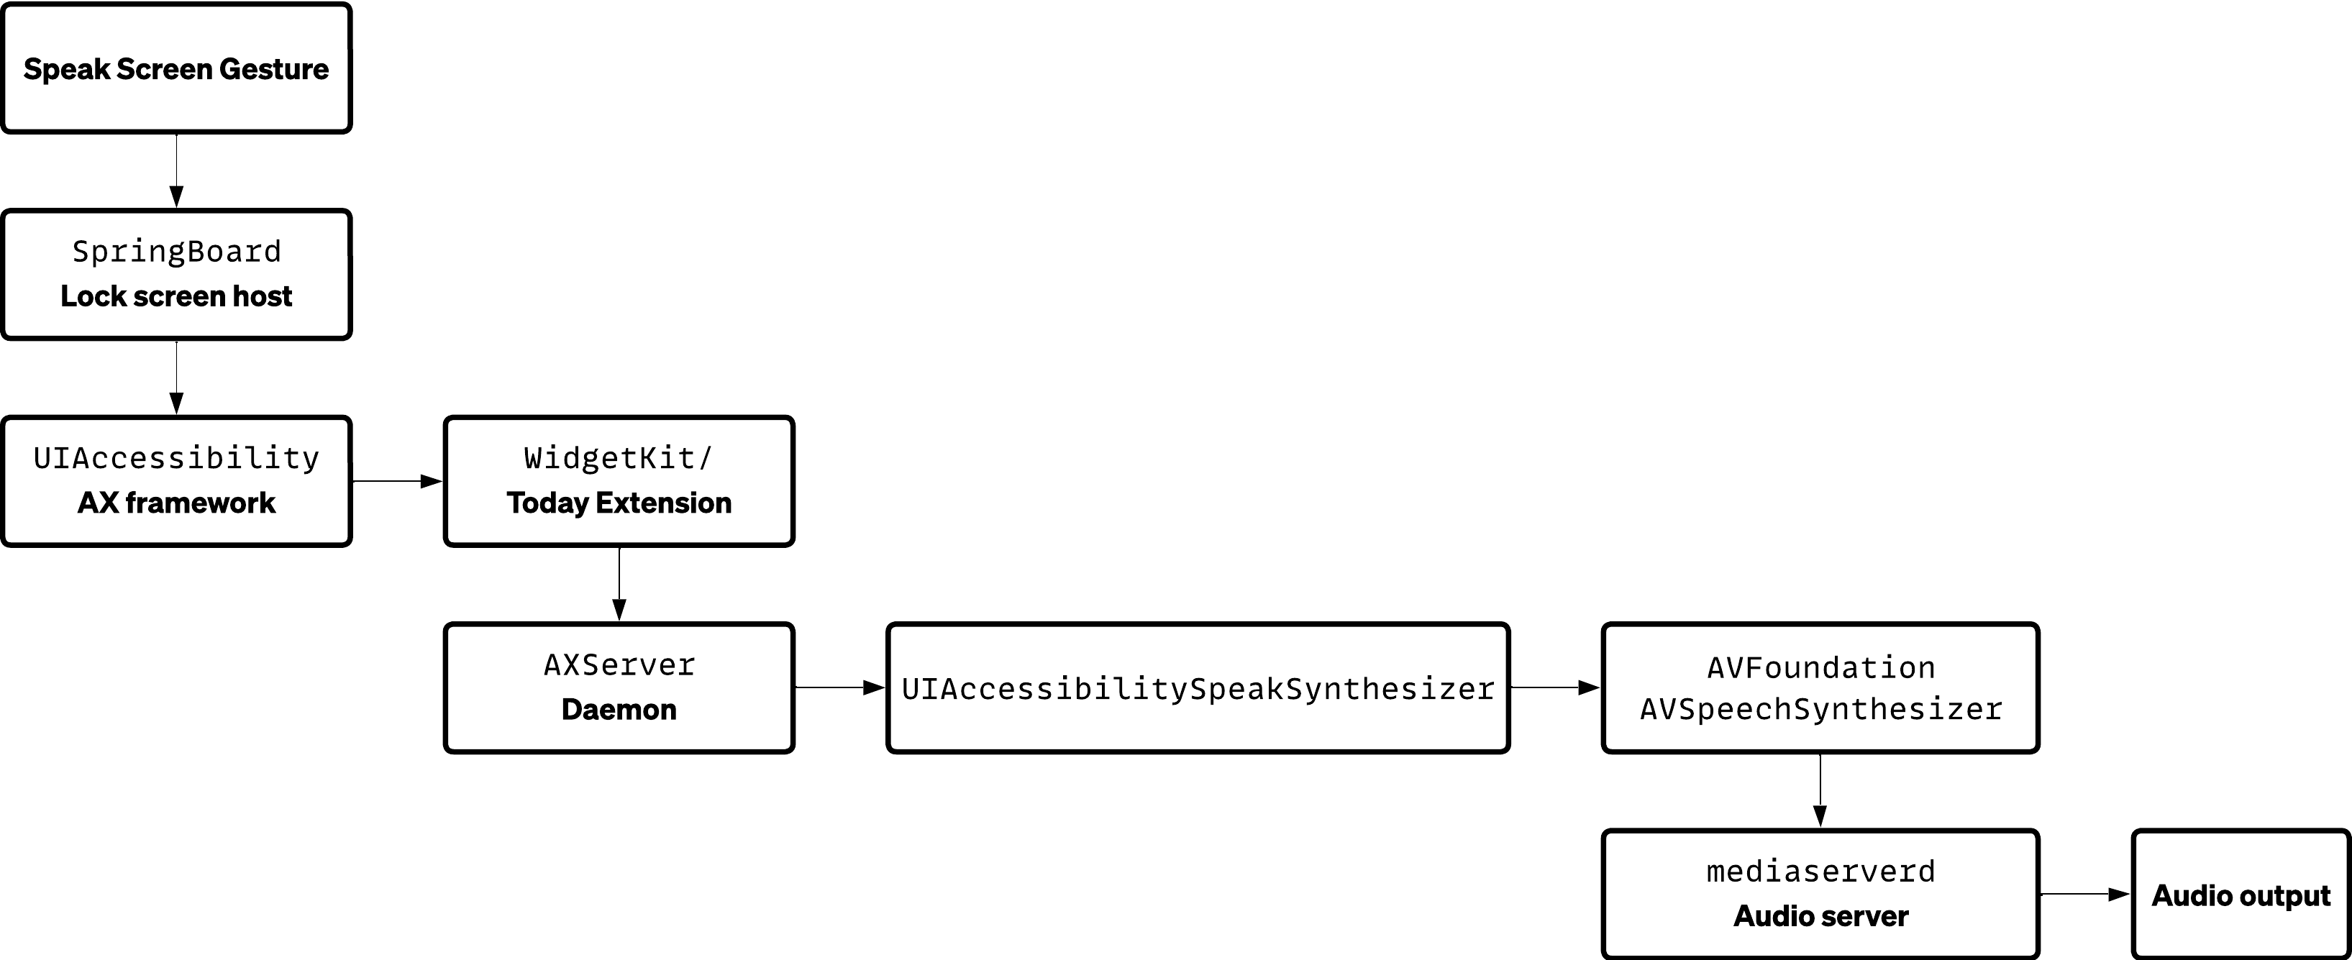 Speak Screen Gesture
SpringBoard
Lock screen host
UIAccessibility
AX framework
WidgetKit/
Today Extension
AXServer
Daemon
UIAccessibilitySpeakSynthesizer
AVFoundation
AVSpeechSynthesizer
mediaserverd
Audio server
Audio output